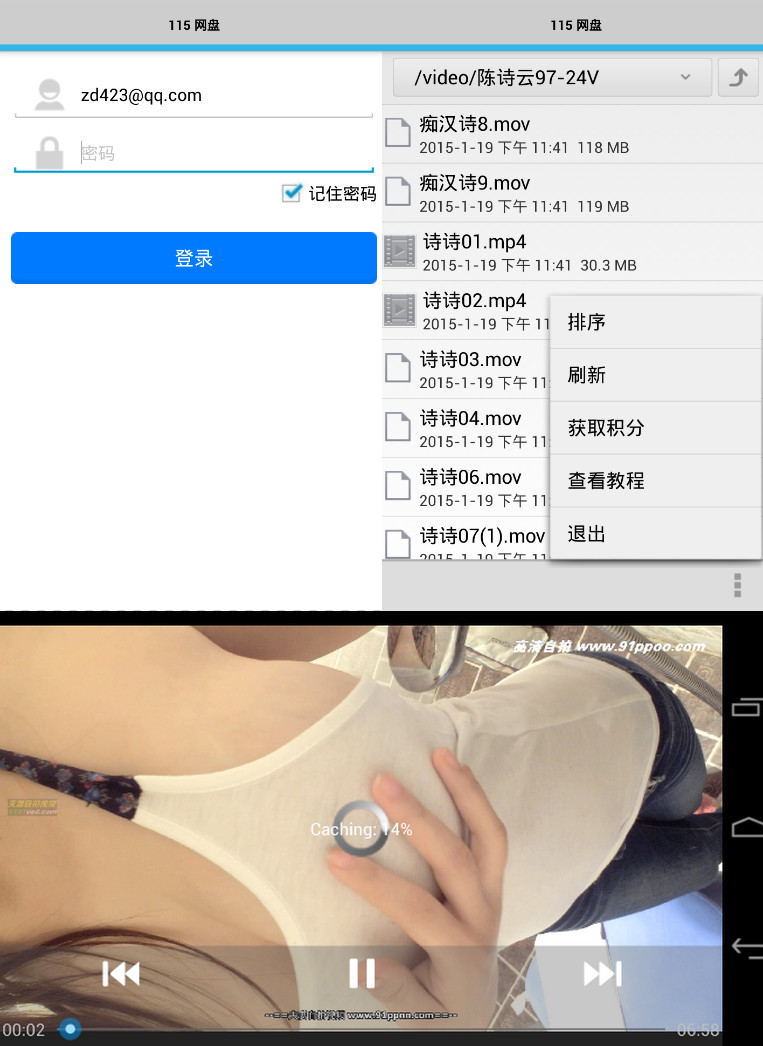 115 网盘
zd423@qq.com
密码
记住密码
登录
115 网盘
/video/陈诗云97-24V
痴汉诗8.mov
2015-1-19 下午 11:41 118 MB
痴汉诗9.mov
2015-1-19 下午 11:41 119 MB
诗诗01.mp4
2015-1-19 下午 11:41 30.3 MB
诗诗02.mp4
2015-1-19 下午 11
诗诗03.mov
2015-1-19 下午 11:
诗诗04.mov
2015-1-19 下午 11:
诗诗06.mov
2015-1-19 下午 11:
诗诗07(1).mov
2015-1-19 下午 11
排序
刷新
获取积分
查看教程
退出
高清自拍 www.91ppoo.com
Caching: 14%
www.91ppnn.com
00:02
06:58